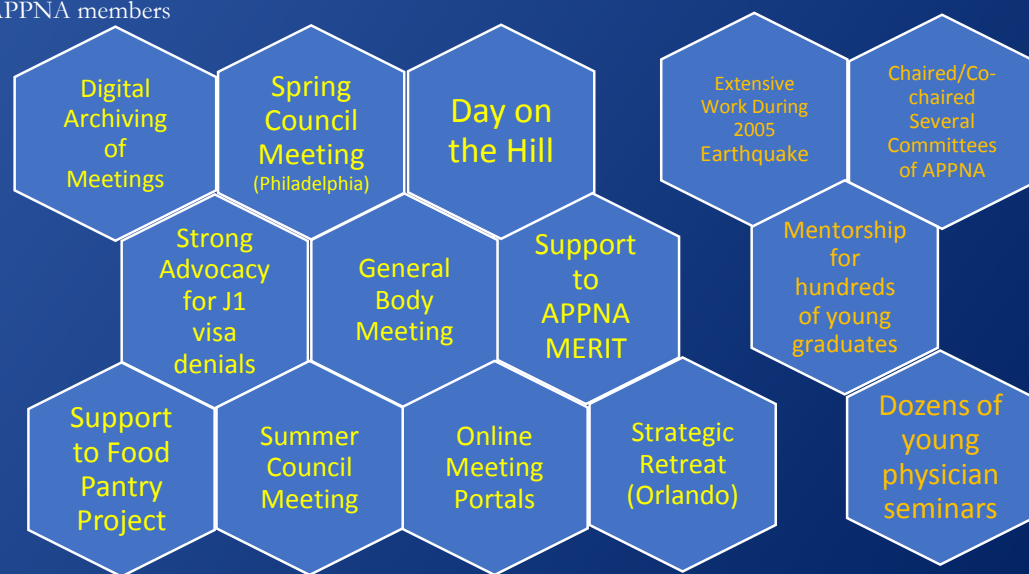 APPNA members
Digital
Archiving
of
Meetings
Spring
Council
Meeting
(Philadelphia)
Day on
the Hill
Extensive
Work During
2005
Earthquake
Chaired/Co-
chaired
Several
Committees
of APPNA
Strong
Advocacy
for J1
visa
denials
General
Body
Meeting
Support
to
APPNA
MERIT
Mentorship
for
hundreds
of young
graduates
Support
to Food
Pantry
Project
Summer
Council
Meeting
Online
Meeting
Portals
Strategic
Retreat
(Orlando)
Dozens of
young
physician
seminars